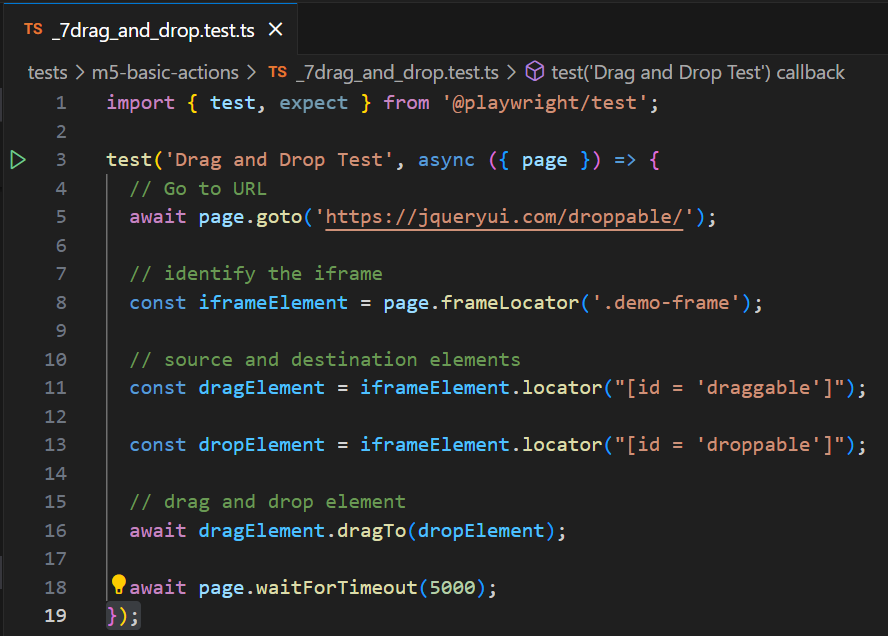 TS _7drag_and_drop.test.ts ×
tests > m5-basic-actions > TS _7drag_and_drop.test.ts > test('Drag and Drop Test') callback
1 import { test, expect } from '@playwright/test';
2
3 test('Drag and Drop Test', async ({ page }) => {
4 // Go to URL
5 await page.goto('https://jqueryui.com/droppable/');
6
7 // identify the iframe
8 const iframeElement = page.frameLocator('.demo-frame');
9
10 // source and destination elements
11 const dragElement = iframeElement.locator("[id = 'draggable']");
12
13 const dropElement = iframeElement.locator("[id = 'droppable']");
14
15 // drag and drop element
16 await dragElement.dragTo(dropElement);
17
18 await page.waitForTimeout(5000);
19 });